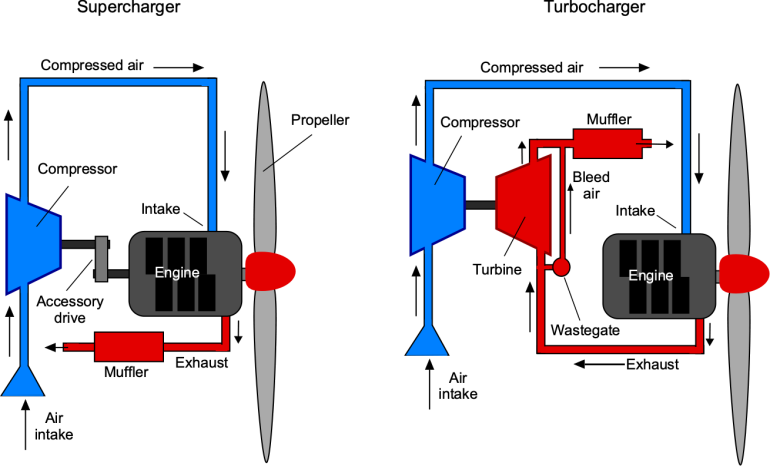 Supercharger
Compressed air
Propeller
Compressor
Intake
Engine
Accessory
drive
Muffler
Exhaust
Air
intake
Turbocharger
Compressed air
Muffler
Compressor
Bleed
air
Intake
Turbine
Engine
Wastegate
Exhaust
Air
intake